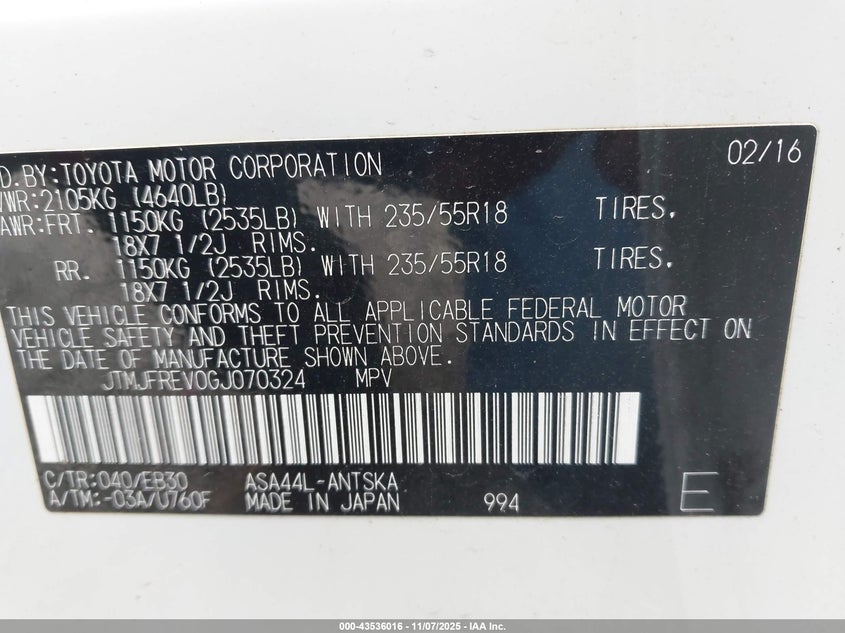 D. BY: TOYOTA MOTOR CORPORATION 02/16
VWR: 2105KG (4640LB)
AWR: FRT. 1150KG (2535LB) WITH 235/55R18 TIRES.
18X7 1/2J RIMS.
RR. 1150KG (2535LB) WITH 235/55R18 TIRES.
18X7 1/2J RIMS.
THIS VEHICLE CONFORMS TO ALL APPLICABLE FEDERAL MOTOR
VEHICLE SAFETY AND THEFT PREVENTION STANDARDS IN EFFECT ON
THE DATE OF MANUFACTURE SHOWN ABOVE.
JTMJFREV0GJ070324 MPV
C/TR: 040/EB30 ASA44L-ANTSKA
A/TM: -03A/U760F MADE IN JAPAN 994 E
000-43536016 - 11/07/2025 - IAA Inc.